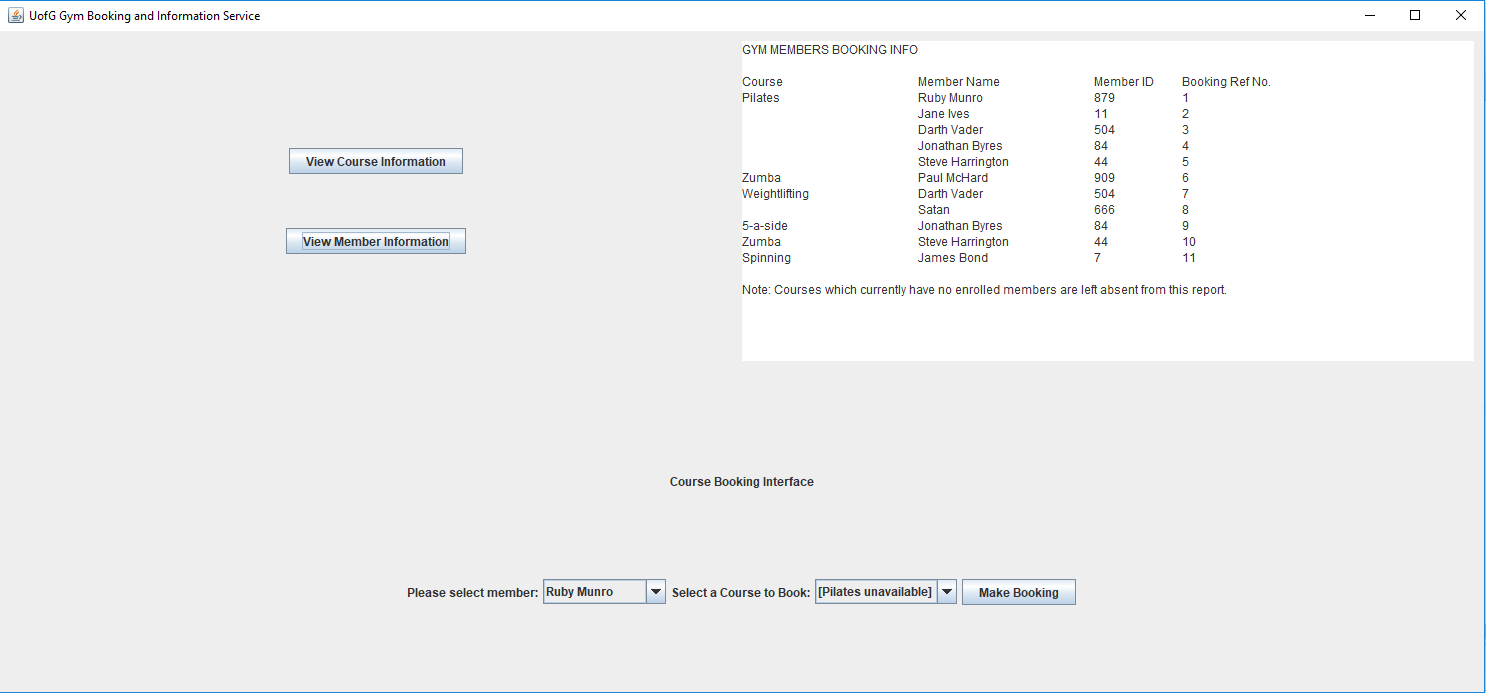 UofG Gym Booking and Information Service
View Course Information
View Member Information
GYM MEMBERS BOOKING INFO
Course Member Name Member ID Booking Ref No.
Pilates Ruby Munro 879 1
Jane Ives 11 2
Darth Vader 504 3
Jonathan Byres 84 4
Steve Harrington 44 5
Zumba Paul McHard 909 6
Weightlifting Darth Vader 504 7
Satan 666 8
5-a-side Jonathan Byres 84 9
Zumba Steve Harrington 44 10
Spinning James Bond 7 11
Note: Courses which currently have no enrolled members are left absent from this report.
Course Booking Interface
Please select member: Ruby Munro Select a Course to Book: [Pilates unavailable] Make Booking